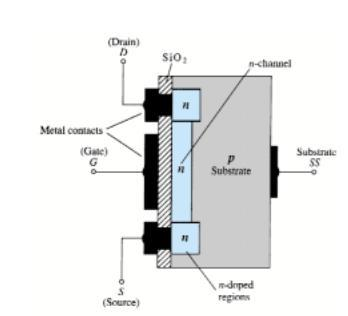 (Drain)
D
SiO2
n-channel
n
Metal contacts
(Gate)
G
n
p
Substrate
Substrate
SS
n
S
(Source)
n-doped
regions